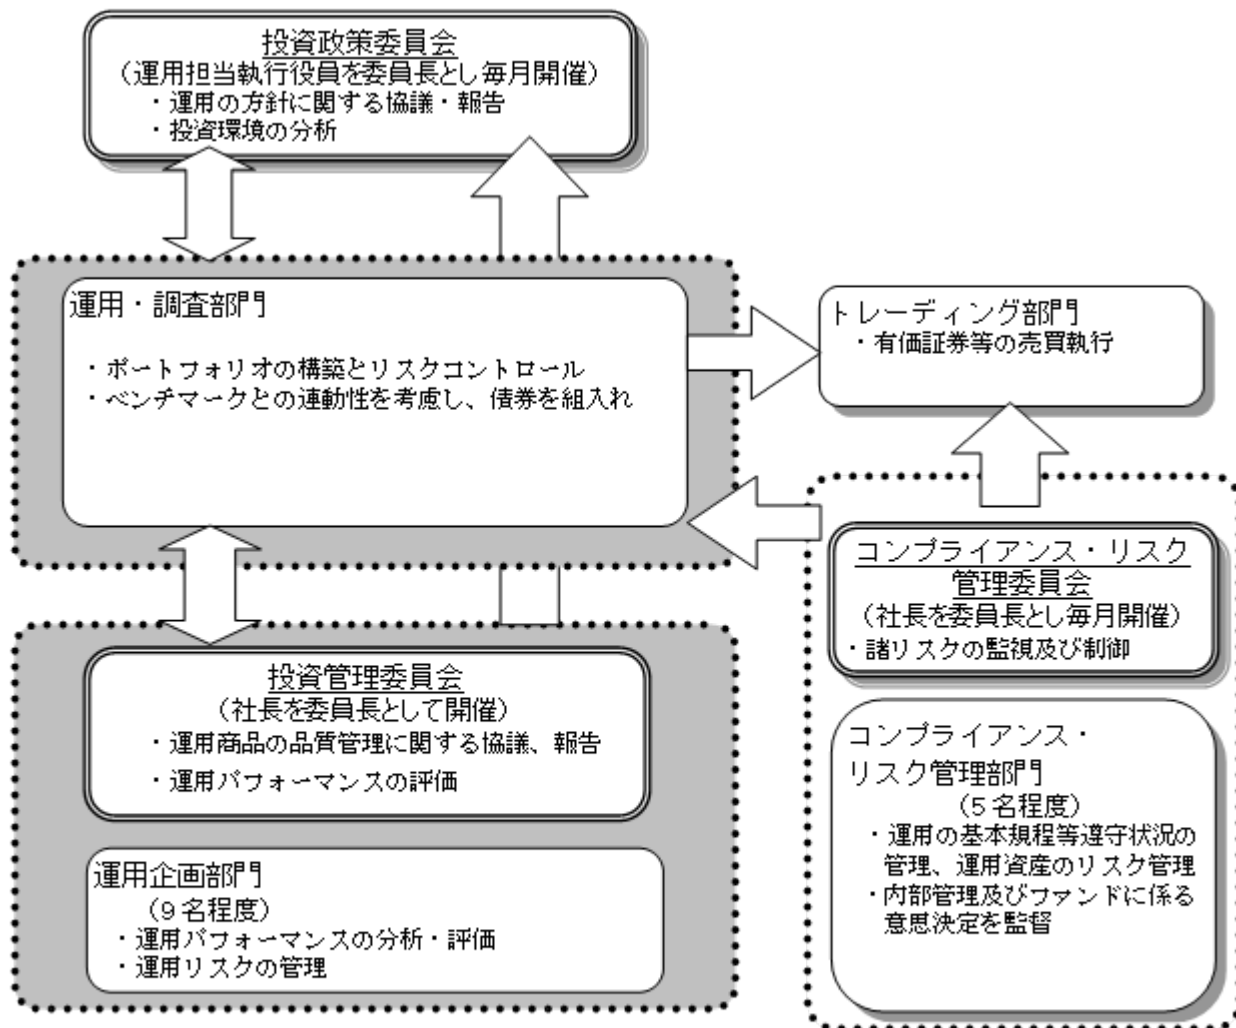 投資政策委員会
(運用担当執行役員を委員長とし毎月開催)
・運用の方針に関する協議・報告
・投資環境の分析
運用・調査部門
・ポートフォリオの構築とリスクコントロール
・ベンチマークとの連動性を考慮し、債券を組入れ
トレーディング部門
・有価証券等の売買執行
コンプライアンス・リスク
管理委員会
(社長を委員長とし毎月開催)
・諸リスクの監視及び制御
投資管理委員会
(社長を委員長として開催)
・運用商品の品質管理に関する協議、報告
・運用パフォーマンスの評価
運用企画部門
(9名程度)
・運用パフォーマンスの分析・評価
・運用リスクの管理
コンプライアンス・
リスク管理部門
(5名程度)
・運用の基本規程等遵守状況の
管理、運用資産のリスク管理
・内部管理及びファンドに係る
意思決定を監督